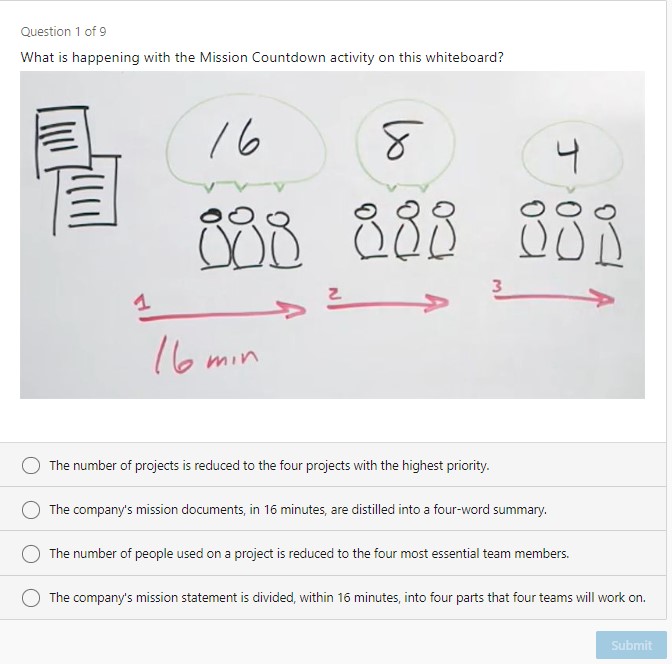 Question 1 of 9
What is happening with the Mission Countdown activity on this whiteboard?
16 8 4
1 2 3
16 min
The number of projects is reduced to the four projects with the highest priority.
The company's mission documents, in 16 minutes, are distilled into a four-word summary.
The number of people used on a project is reduced to the four most essential team members.
The company's mission statement is divided, within 16 minutes, into four parts that four teams will work on.
Submit